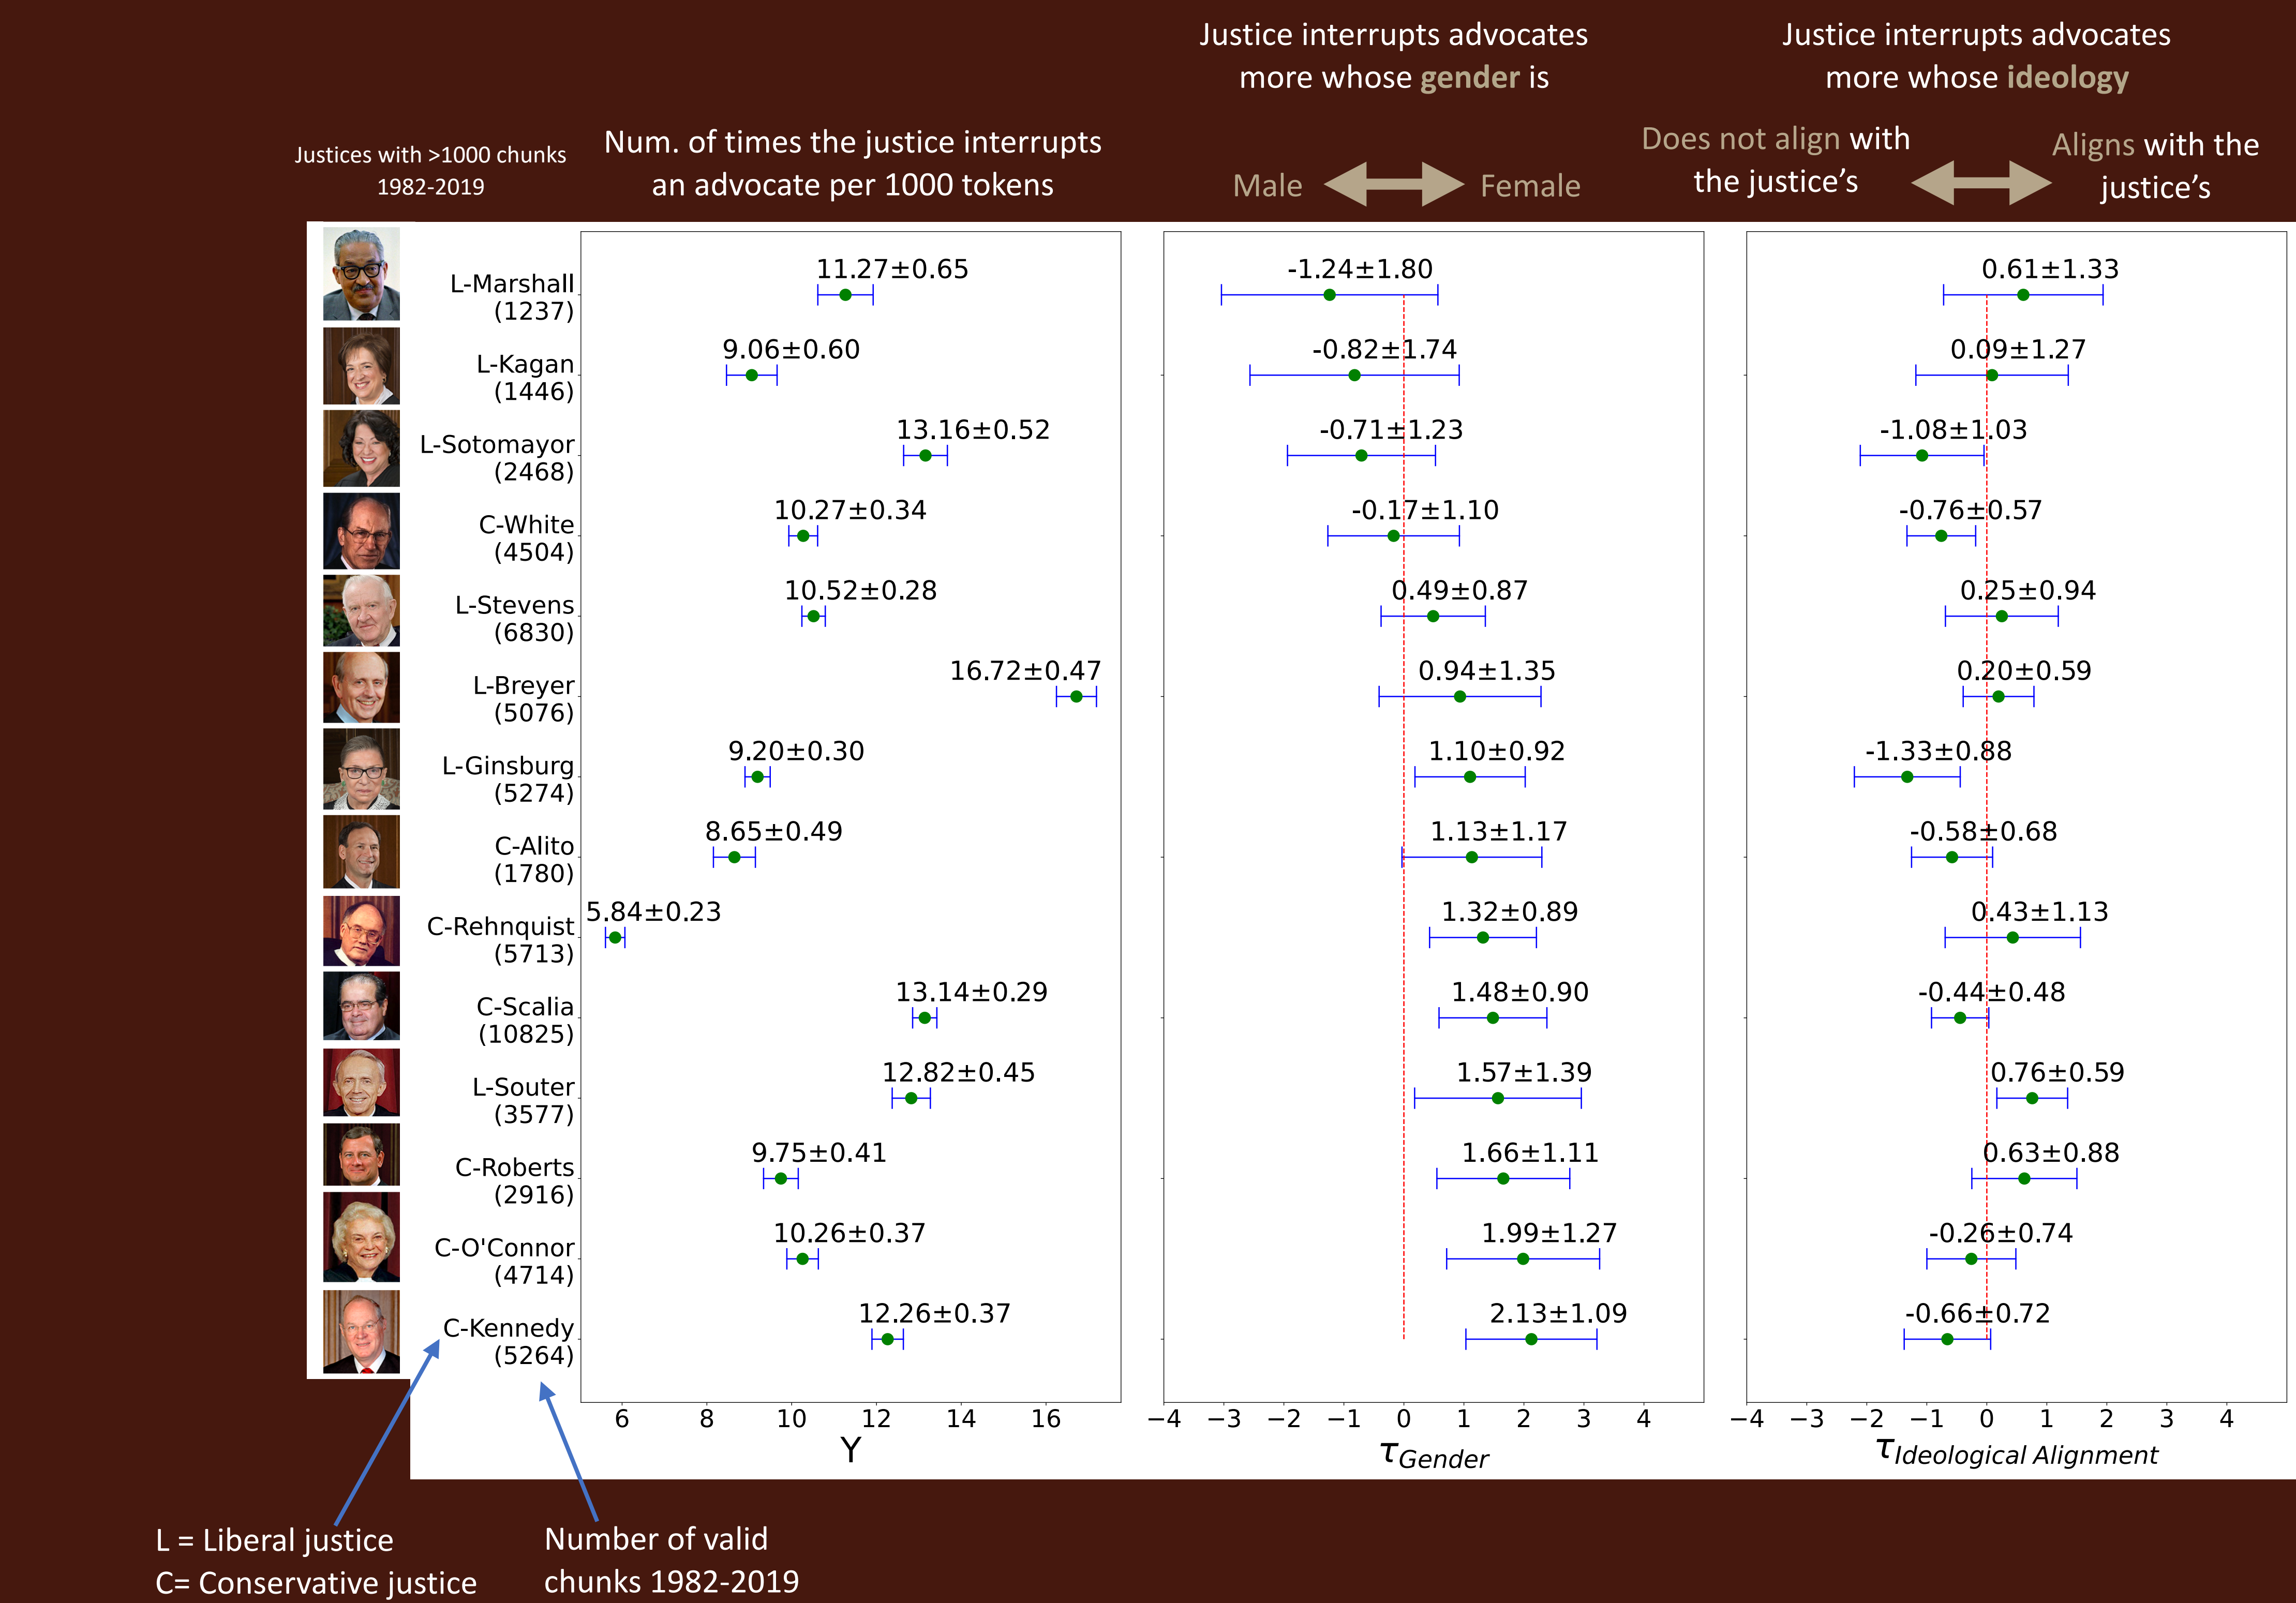 Justice interrupts advocates
more whose gender is
Male
Female
Justice interrupts advocates
more whose ideology
Does not align with
the justice's
Aligns with the
justice's
Justices with >1000 chunks
1982-2019
Num. of times the justice interrupts
an advocate per 1000 tokens
L-Marshall
(1237)
11.27±0.65
-1.24±1.80
0.61±1.33
L-Kagan
(1446)
9.06±0.60
-0.82±1.74
0.09±1.27
L-Sotomayor
(2468)
13.16±0.52
-0.71±1.23
-1.08±1.03
C-White
(4504)
10.27±0.34
-0.17±1.10
-0.76±0.57
L-Stevens
(6830)
10.52±0.28
0.49±0.87
0.25±0.94
L-Breyer
(5076)
16.72±0.47
0.94±1.35
0.20±0.59
L-Ginsburg
(5274)
9.20±0.30
1.10±0.92
-1.33±0.88
C-Alito
(1780)
8.65±0.49
1.13±1.17
-0.58±0.68
C-Rehnquist
(5713)
5.84±0.23
1.32±0.89
0.43±1.13
C-Scalia
(10825)
13.14±0.29
1.48±0.90
-0.44±0.48
L-Souter
(3577)
12.82±0.45
1.57±1.39
0.76±0.59
C-Roberts
(2916)
9.75±0.41
1.66±1.11
0.63±0.88
C-O'Connor
(4714)
10.26±0.37
1.99±1.27
-0.26±0.74
C-Kennedy
(5264)
12.26±0.37
2.13±1.09
-0.66±0.72
6 8 10 12 14 16
Y
−4 −3 −2 −1 0 1 2 3 4
τ Gender
−4 −3 −2 −1 0 1 2 3 4
τ Ideological Alignment
L = Liberal justice
C= Conservative justice
Number of valid
chunks 1982-2019